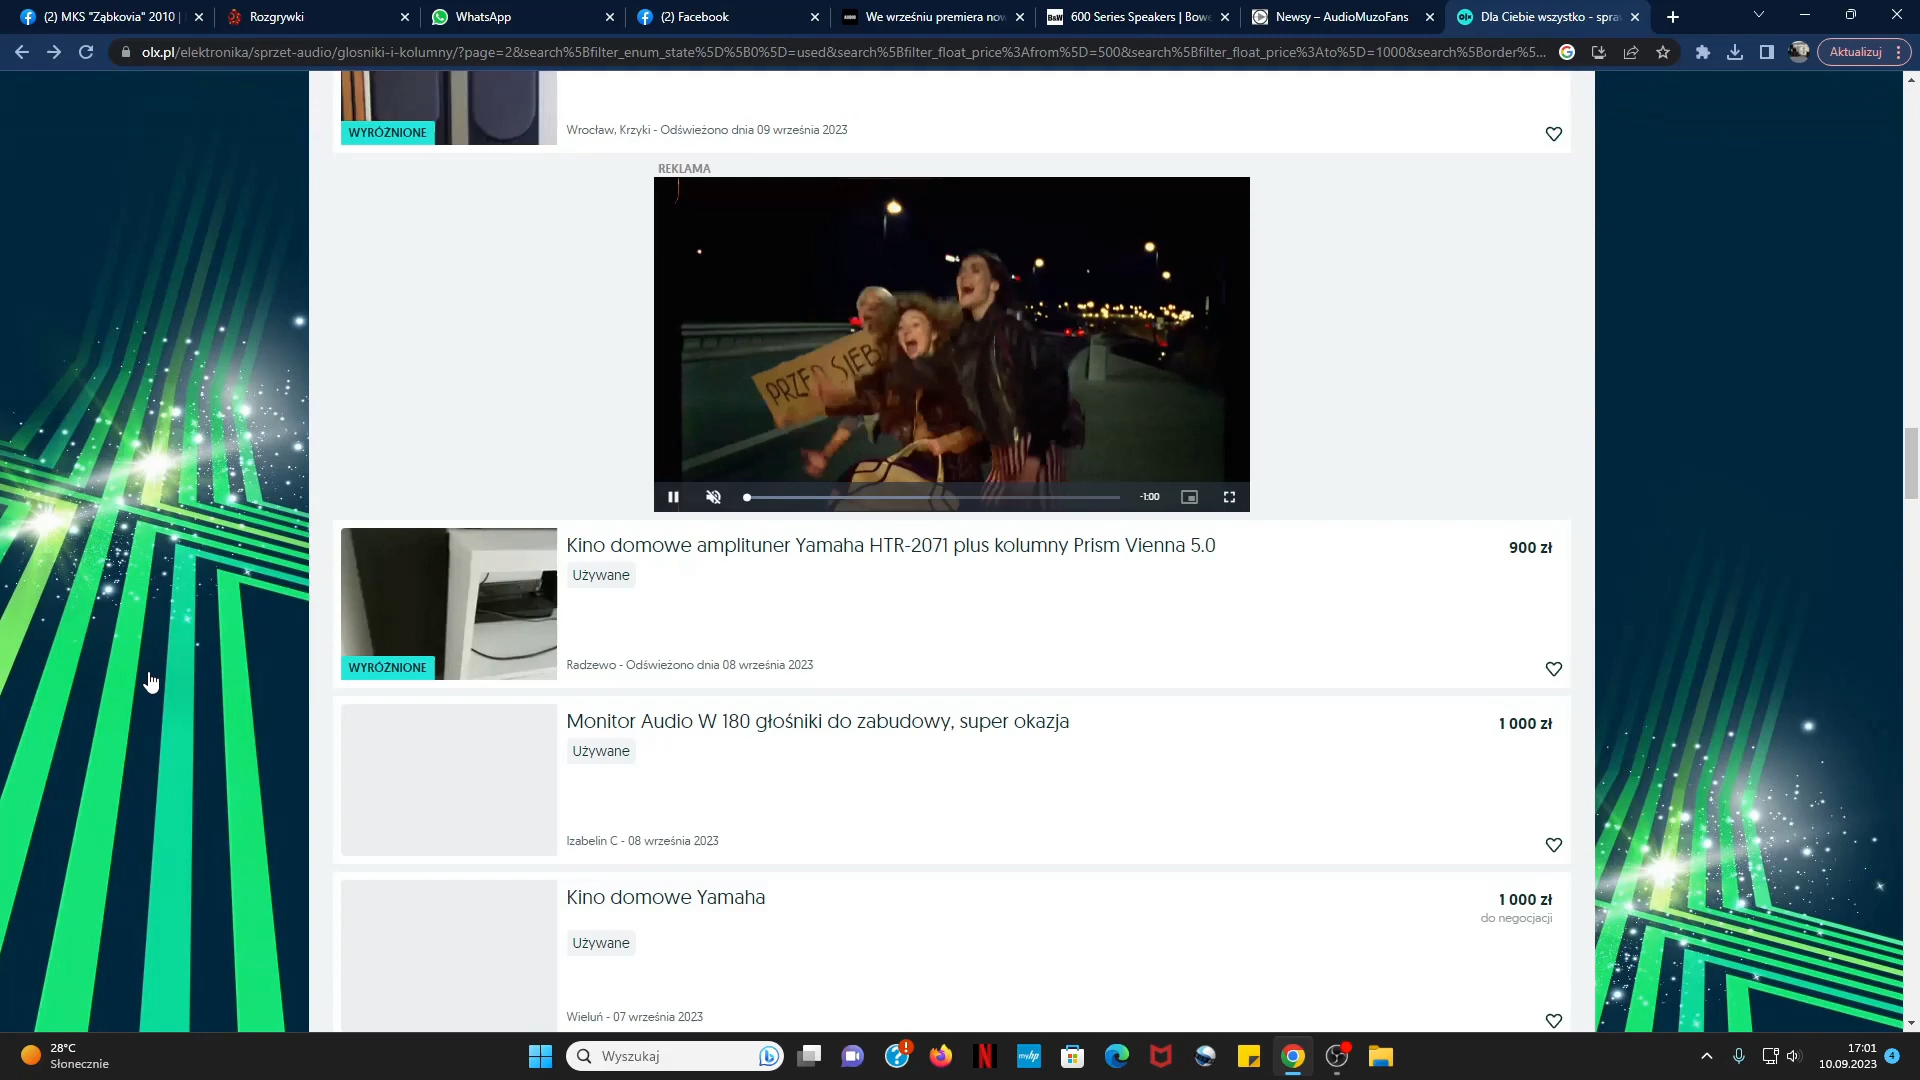 (2) MKS "Ząbkovia" 2010 |
Rozgrywki
WhatsApp
(2) Facebook
We wrześniu premiera now
600 Series Speakers | Bowe
Newsy – AudioMuzoFans
Dla Ciebie wszystko - spra
olx.pl/elektronika/sprzet-audio/glosniki-i-kolumny/?page=2&search%5Bfilter_enum_state%5D%5B0%5D=used&search%5Bfilter_float_price%3Afrom%5D=500&search%5Bfilter_float_price%3Ato%5D=1000&search%5Border%5...
Aktualizuj
WYRÓŻNIONE
Wrocław, Krzyki - Odświeżono dnia 09 września 2023
REKLAMA
PRZED SIEB
-1:00
Kino domowe amplituner Yamaha HTR-2071 plus kolumny Prism Vienna 5.0
900 zł
Używane
WYRÓŻNIONE
Radzewo - Odświeżono dnia 08 września 2023
Monitor Audio W 180 głośniki do zabudowy, super okazja
1 000 zł
Używane
Izabelin C - 08 września 2023
Kino domowe Yamaha
1 000 zł
do negocjacji
Używane
Wieluń - 07 września 2023
28°C
Słonecznie
Wyszukaj
17:01
10.09.2023
4